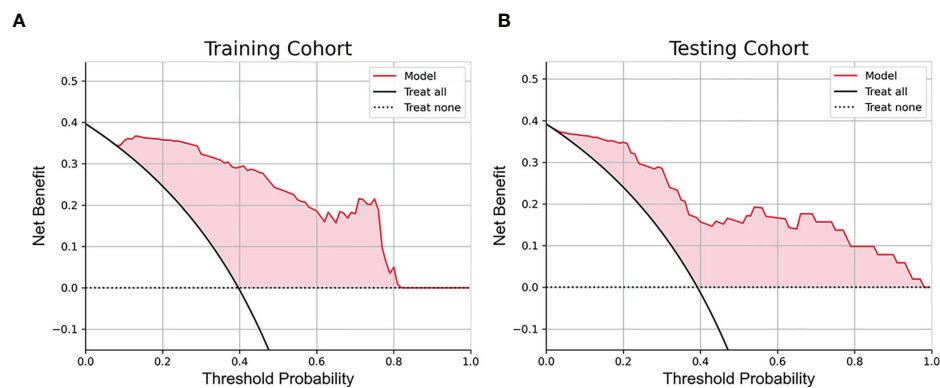 A
Training Cohort
Model
Treat all
Treat none
Net Benefit
0.5
0.4
0.3
0.2
0.1
0.0
−0.1
0.0 0.2 0.4 0.6 0.8 1.0
Threshold Probability
B
Testing Cohort
Model
Treat all
Treat none
Net Benefit
0.5
0.4
0.3
0.2
0.1
0.0
−0.1
0.0 0.2 0.4 0.6 0.8 1.0
Threshold Probability